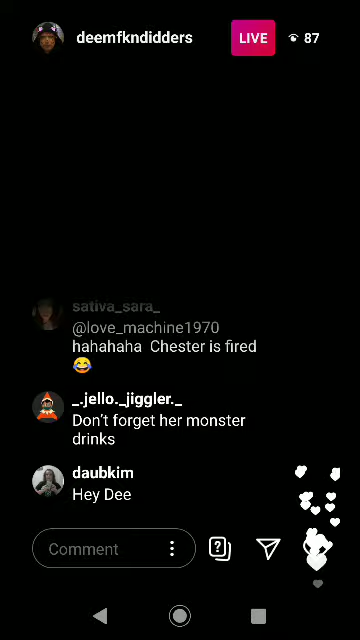 deemfkndidders
LIVE
87
sativa_sara_
@love_machine1970
hahahaha Chester is fired
😂
_.jello._jiggler._
Don't forget her monster
drinks
daubkim
Hey Dee
Comment